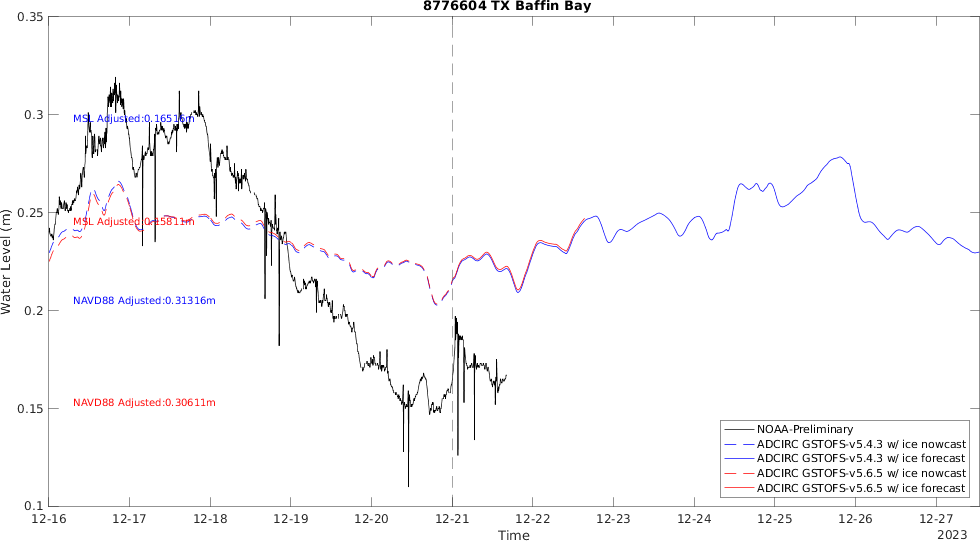 8776604 TX Baffin Bay
0.35
0.3
0.25
0.2
0.15
0.1
Water Level (m)
MSL Adjusted:0.16516m
MSL Adjusted:0.15811m
NAVD88 Adjusted:0.31316m
NAVD88 Adjusted:0.30611m
NOAA-Preliminary
ADCIRC GSTOFS-v5.4.3 w/ ice nowcast
ADCIRC GSTOFS-v5.4.3 w/ ice forecast
ADCIRC GSTOFS-v5.6.5 w/ ice nowcast
ADCIRC GSTOFS-v5.6.5 w/ ice forecast
12-16 12-17 12-18 12-19 12-20 12-21 12-22 12-23 12-24 12-25 12-26 12-27
Time
2023